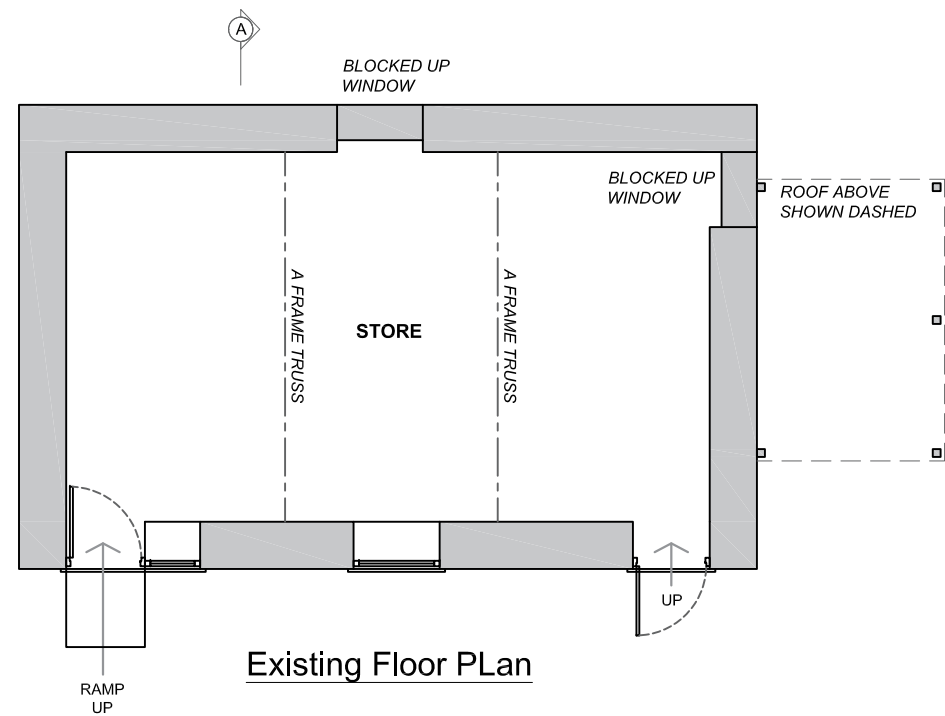 A
BLOCKED UP
WINDOW
BLOCKED UP
WINDOW
ROOF ABOVE
SHOWN DASHED
A FRAME TRUSS
STORE
A FRAME TRUSS
UP
Existing Floor PLan
RAMP
UP